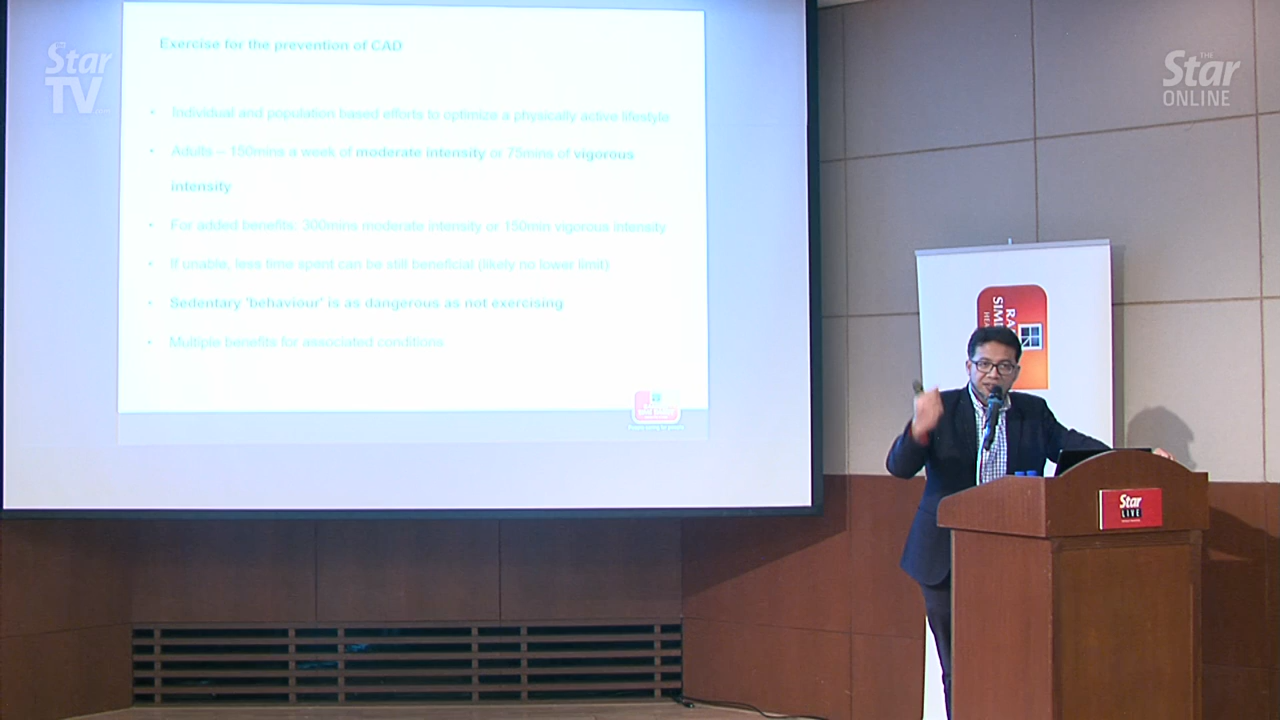 THE
Star
TV
THE
Star
ONLINE
Exercise for the prevention of CAD
• Individual and population based efforts to optimize a physically active lifestyle
• Adults – 150mins a week of moderate intensity or 75mins of vigorous
intensity
• For added benefits: 300mins moderate intensity or 150min vigorous intensity
• If unable, less time spent can be still beneficial (likely no lower limit)
• Sedentary 'behaviour' is as dangerous as not exercising
• Multiple benefits for associated conditions
Star
LIVE